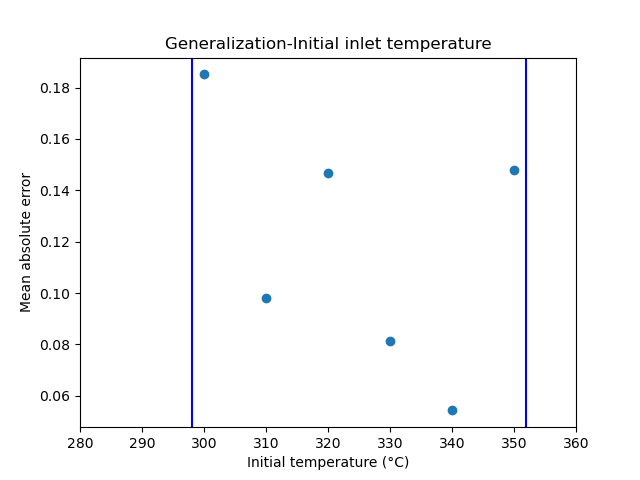 Generalization-Initial inlet temperature
Mean absolute error
0.18
0.16
0.14
0.12
0.10
0.08
0.06
280 290 300 310 320 330 340 350 360
Initial temperature (°C)